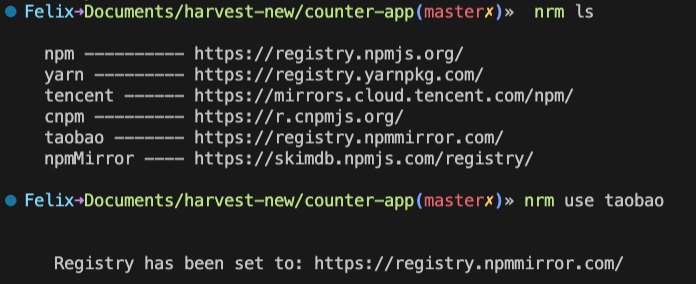 Felix→Documents/harvest-new/counter-app(master✗)» nrm ls
npm ---------- https://registry.npmjs.org/
yarn --------- https://registry.yarnpkg.com/
tencent ------ https://mirrors.cloud.tencent.com/npm/
cnpm --------- https://r.cnpmjs.org/
taobao ------- https://registry.npmmirror.com/
npmMirror ---- https://skimdb.npmjs.com/registry/
Felix→Documents/harvest-new/counter-app(master✗)» nrm use taobao
Registry has been set to: https://registry.npmmirror.com/